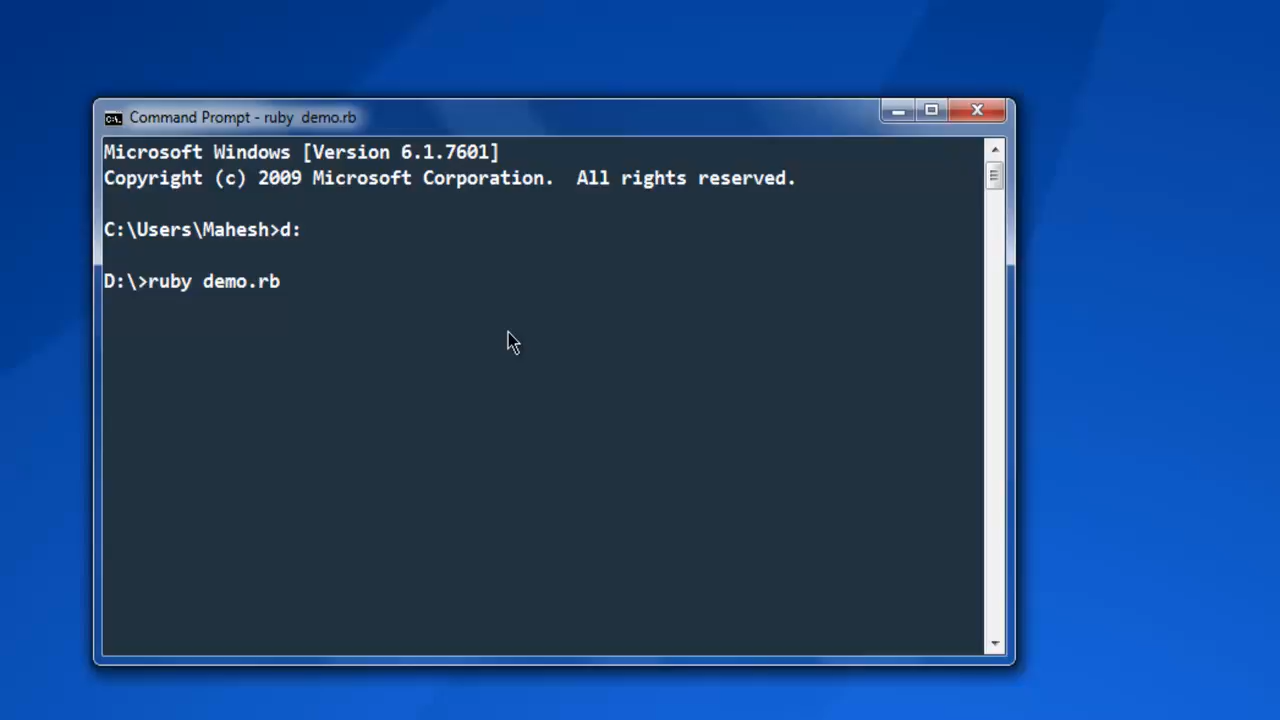 Command Prompt - ruby  demo.rb
Microsoft Windows [Version 6.1.7601]
Copyright (c) 2009 Microsoft Corporation.  All rights reserved.
C:\Users\Mahesh>d:
D:\>ruby demo.rb